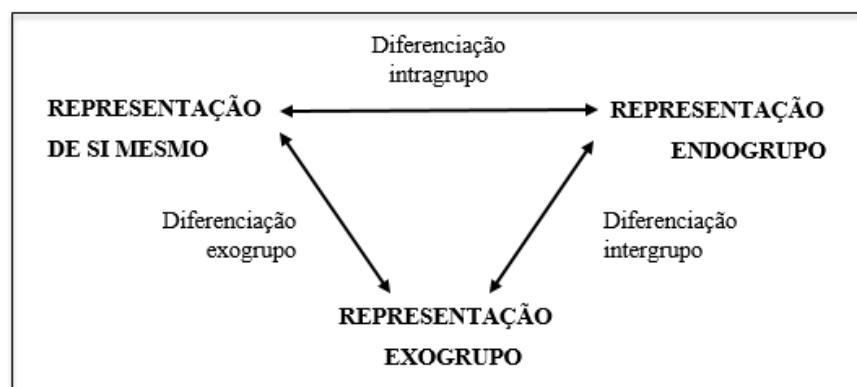 Diferenciação
intragrupo
REPRESENTAÇÃO
DE SI MESMO
REPRESENTAÇÃO
ENDOGRUPO
Diferenciação
exogrupo
Diferenciação
intergrupo
REPRESENTAÇÃO
EXOGRUPO